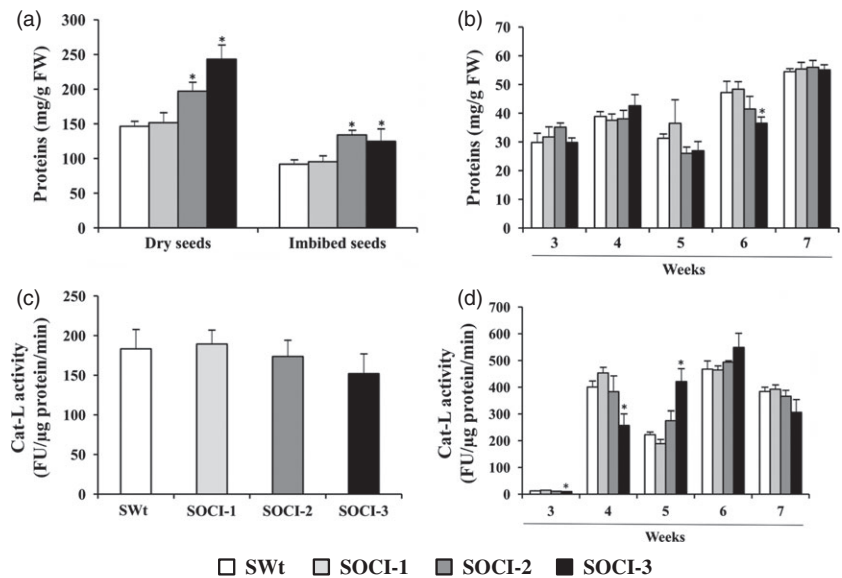 (a)
Proteins (mg/g FW)
300
250
200
150
100
50
0
* * * *
Dry seeds Imbibed seeds
(b)
Proteins (mg/g FW)
70
60
50
40
30
20
10
0
*
3 4 5 6 7
Weeks
(c)
Cat-L activity
(FU/µg protein/min)
250
200
150
100
50
0
SWt SOCI-1 SOCI-2 SOCI-3
(d)
Cat-L activity
(FU/µg protein/min)
700
600
500
400
300
200
100
0
* * *
3 4 5 6 7
Weeks
SWt SOCI-1 SOCI-2 SOCI-3